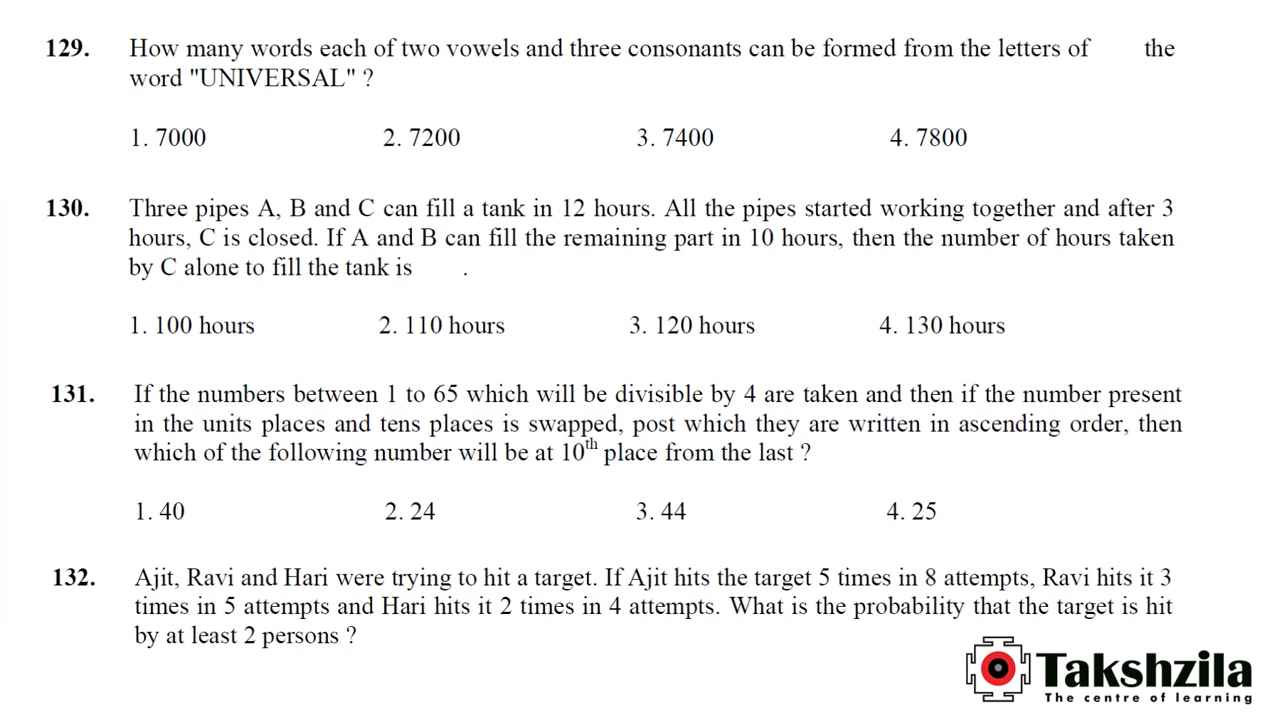 129. How many words each of two vowels and three consonants can be formed from the letters of the
word "UNIVERSAL" ?
1. 7000 2. 7200 3. 7400 4. 7800
130. Three pipes A, B and C can fill a tank in 12 hours. All the pipes started working together and after 3
hours, C is closed. If A and B can fill the remaining part in 10 hours, then the number of hours taken
by C alone to fill the tank is .
1. 100 hours 2. 110 hours 3. 120 hours 4. 130 hours
131. If the numbers between 1 to 65 which will be divisible by 4 are taken and then if the number present
in the units places and tens places is swapped, post which they are written in ascending order, then
which of the following number will be at 10th place from the last ?
1. 40 2. 24 3. 44 4. 25
132. Ajit, Ravi and Hari were trying to hit a target. If Ajit hits the target 5 times in 8 attempts, Ravi hits it 3
times in 5 attempts and Hari hits it 2 times in 4 attempts. What is the probability that the target is hit
by at least 2 persons ?
Takshzila
The centre of learning